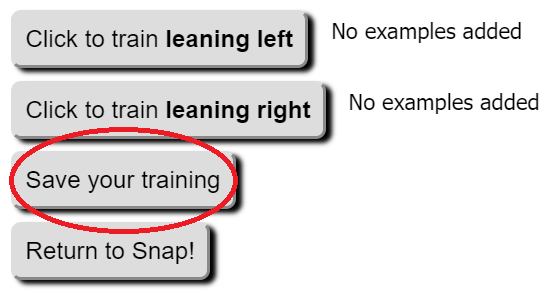 Click to train leaning left No examples added
Click to train leaning right No examples added
Save your training
Return to Snap!